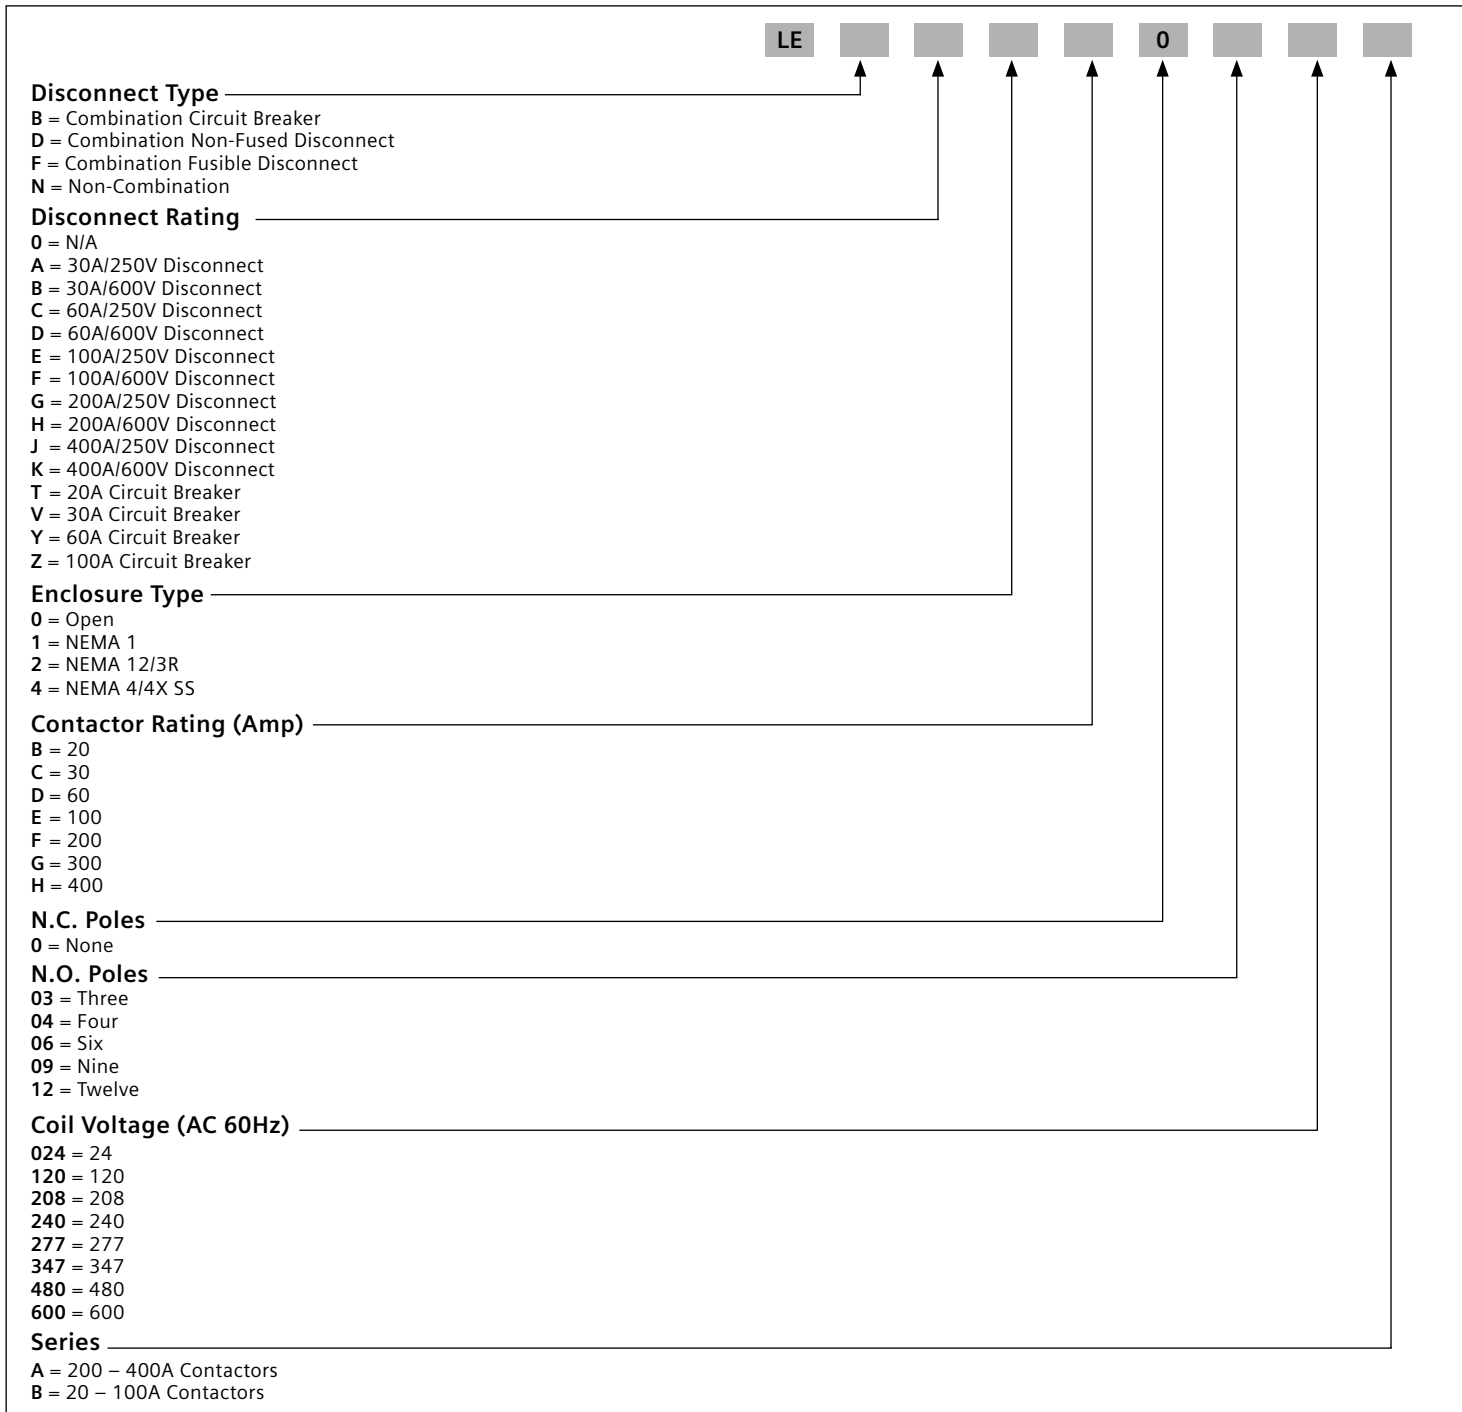 LE 0
Disconnect Type
B = Combination Circuit Breaker
D = Combination Non-Fused Disconnect
F = Combination Fusible Disconnect
N = Non-Combination
Disconnect Rating
0 = N/A
A = 30A/250V Disconnect
B = 30A/600V Disconnect
C = 60A/250V Disconnect
D = 60A/600V Disconnect
E = 100A/250V Disconnect
F = 100A/600V Disconnect
G = 200A/250V Disconnect
H = 200A/600V Disconnect
J = 400A/250V Disconnect
K = 400A/600V Disconnect
T = 20A Circuit Breaker
V = 30A Circuit Breaker
Y = 60A Circuit Breaker
Z = 100A Circuit Breaker
Enclosure Type
0 = Open
1 = NEMA 1
2 = NEMA 12/3R
4 = NEMA 4/4X SS
Contactor Rating (Amp)
B = 20
C = 30
D = 60
E = 100
F = 200
G = 300
H = 400
N.C. Poles
0 = None
N.O. Poles
03 = Three
04 = Four
06 = Six
09 = Nine
12 = Twelve
Coil Voltage (AC 60Hz)
024 = 24
120 = 120
208 = 208
240 = 240
277 = 277
347 = 347
480 = 480
600 = 600
Series
A = 200 – 400A Contactors
B = 20 – 100A Contactors